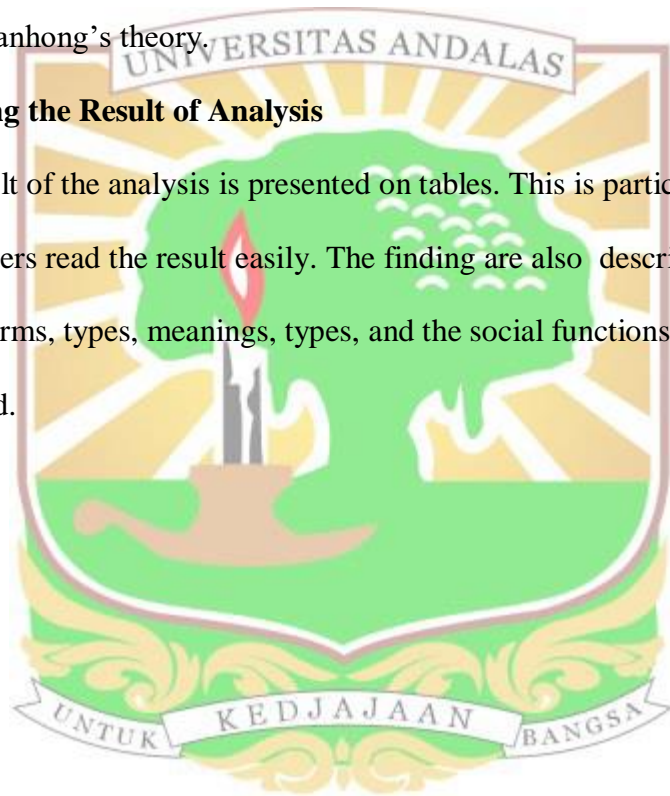 anhong’s theory.
UNIVERSITAS ANDALAS
ng the Result of Analysis
lt of the analysis is presented on tables. This is partic
ers read the result easily. The finding are also descri
rms, types, meanings, types, and the social functions
d.
UNTUK KEDJAJAAN BANGSA